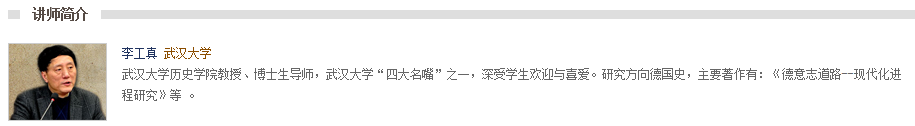 讲师简介
李工真 武汉大学
武汉大学历史学院教授、博士生导师，武汉大学“四大名嘴”之一，深受学生欢迎与喜爱。研究方向德国史，主要著作有：《德意志道路--现代化进
程研究》等 。